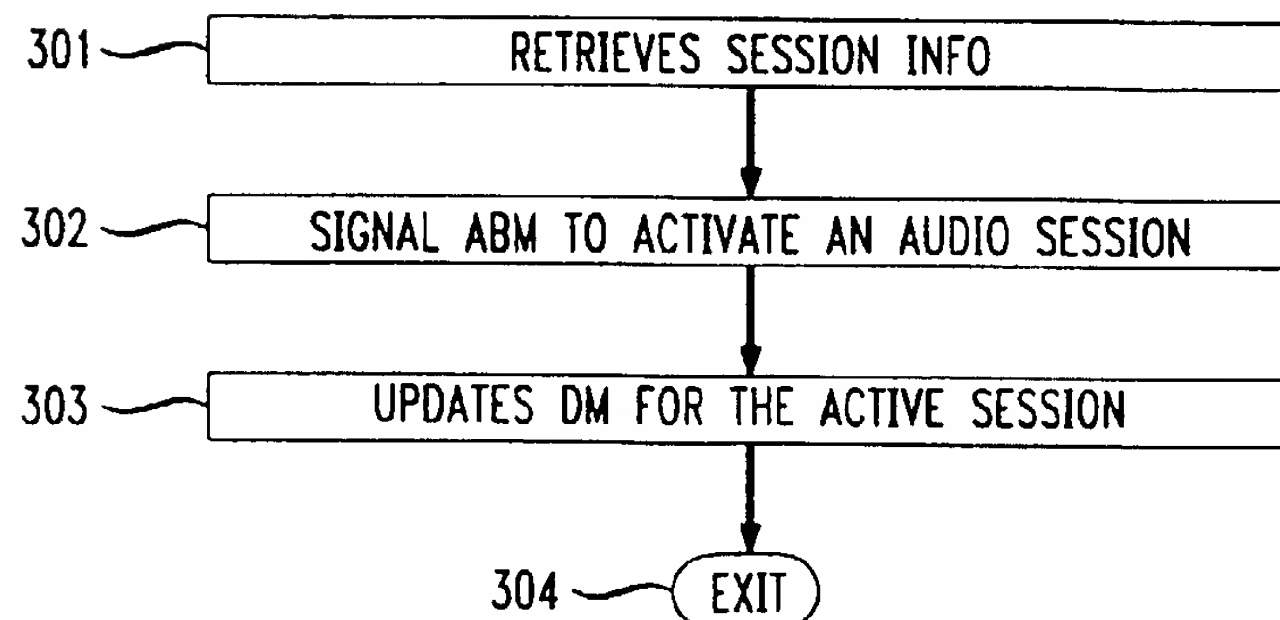 301 RETRIEVES SESSION INFO
302 SIGNAL ABM TO ACTIVATE AN AUDIO SESSION
303 UPDATES DM FOR THE ACTIVE SESSION
304 EXIT